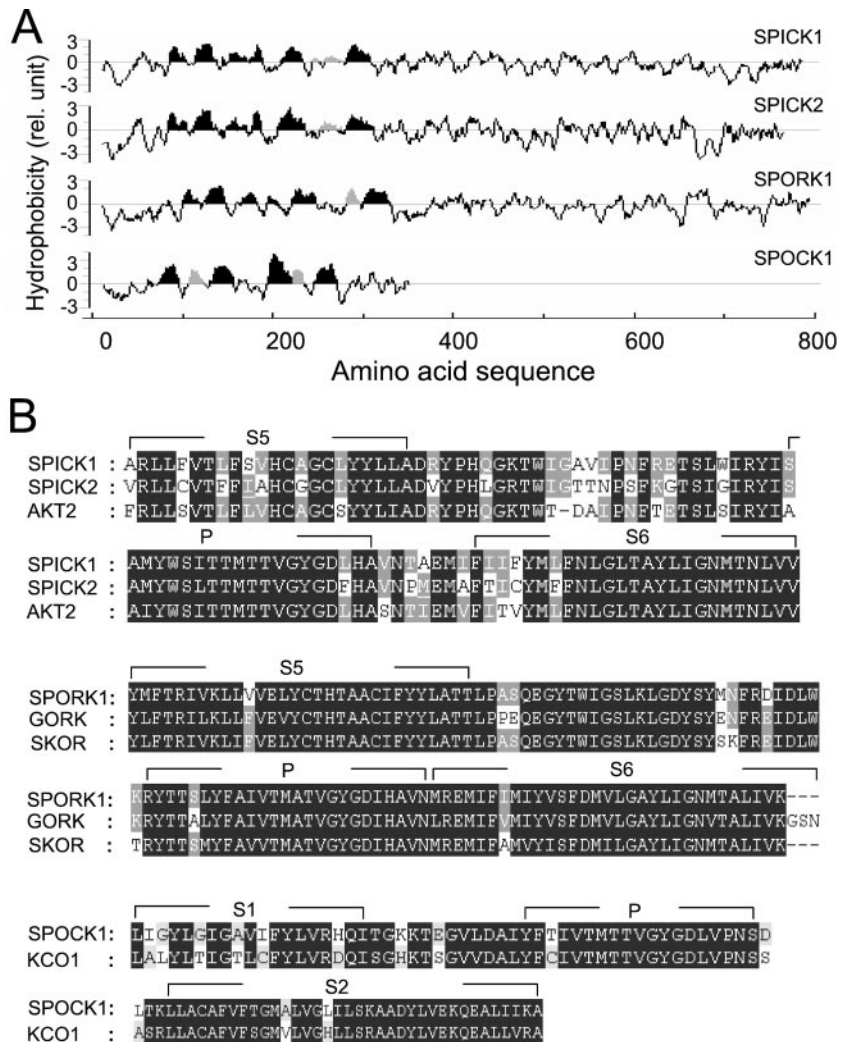 A
Hydrophobicity (rel. unit)
3
0
-3
SPICK1
3
0
-3
SPICK2
3
0
-3
SPORK1
3
0
-3
SPOCK1
0 200 400 600 800
Amino acid sequence
B
S5
SPICK1 : ARLLFVTLFSVHCAGCLYYLLADRYPHQGKTWIGAVIPNFRETSLWIRYIS
SPICK2 : VRLLCVTFFIAHCGGCLYYLIADVYPHLGRTWIGTTNPSFKGTSIGIRYIS
AKT2 : FRLLSVTLFLVHCAGCSYYLIADRYPHQGKTWT-DAIPNFTETSLSIRYIA
P S6
SPICK1 : AMYWSITTMTTVGYGDLHAVNTAEMIFIIFYMLFNLGLTAYLIGNMTNLVV
SPICK2 : AMYWSLTTMTTVGYGDFHAVNPMEMAFTICYMFFNLGLTAYLIGNMTNLVV
AKT2 : AIYWSITTMTTVGYGDLHASNTIEMVFITVYMLFNLGLTAYLIGNMTNLVV
S5
SPORK1: YMFTRIVKLLVVELYCTHTAACIFYYLATTLPASQEGYTWIGSLKLGDYSYMNFRDIDLW
GORK : YLFTRILKLLFVEVYCTHTAACIFYYLATTLPPEQEGYTWIGSLKLGDYSYENFREIDLW
SKOR : YLFTRIVKLIFVELYCTHTAACIFYYLATTLPASQEGYTWIGSLKLGDYSYSKFREIDLW
P S6
SPORK1: KRYTTSLYFAIVTMATVGYGDIHAVNMREMIFIMIYVSFDMVLGAYLIGNMTALIVK---
GORK : KRYTTALYFAIVTMATVGYGDIHAVNLREMIFVMIYVSFDMVLGAYLIGNVTALIVKGSN
SKOR : TRYTTSMYFAVVTMATVGYGDIHAVNMREMIFAMVYISFDMILGAYLIGNMTALIVK---
S1 P
SPOCK1: LIGYLGIGAVIFYLVRHQITGKKTEGVLDAIYFTIVTMTTVGYGDLVPNSD
KCO1 : LALYLTIGTLCFYLVRDQISGHKTSGVVDALYFCIVTMTTVGYGDLVPNSS
S2
SPOCK1: LTKLLACAFVFTGMALVGLILSKAADYLVEKQEALIIKA
KCO1 : ASRLLACAFVFSGMVLVGHLLSRAADYLVEKQEALLVRA